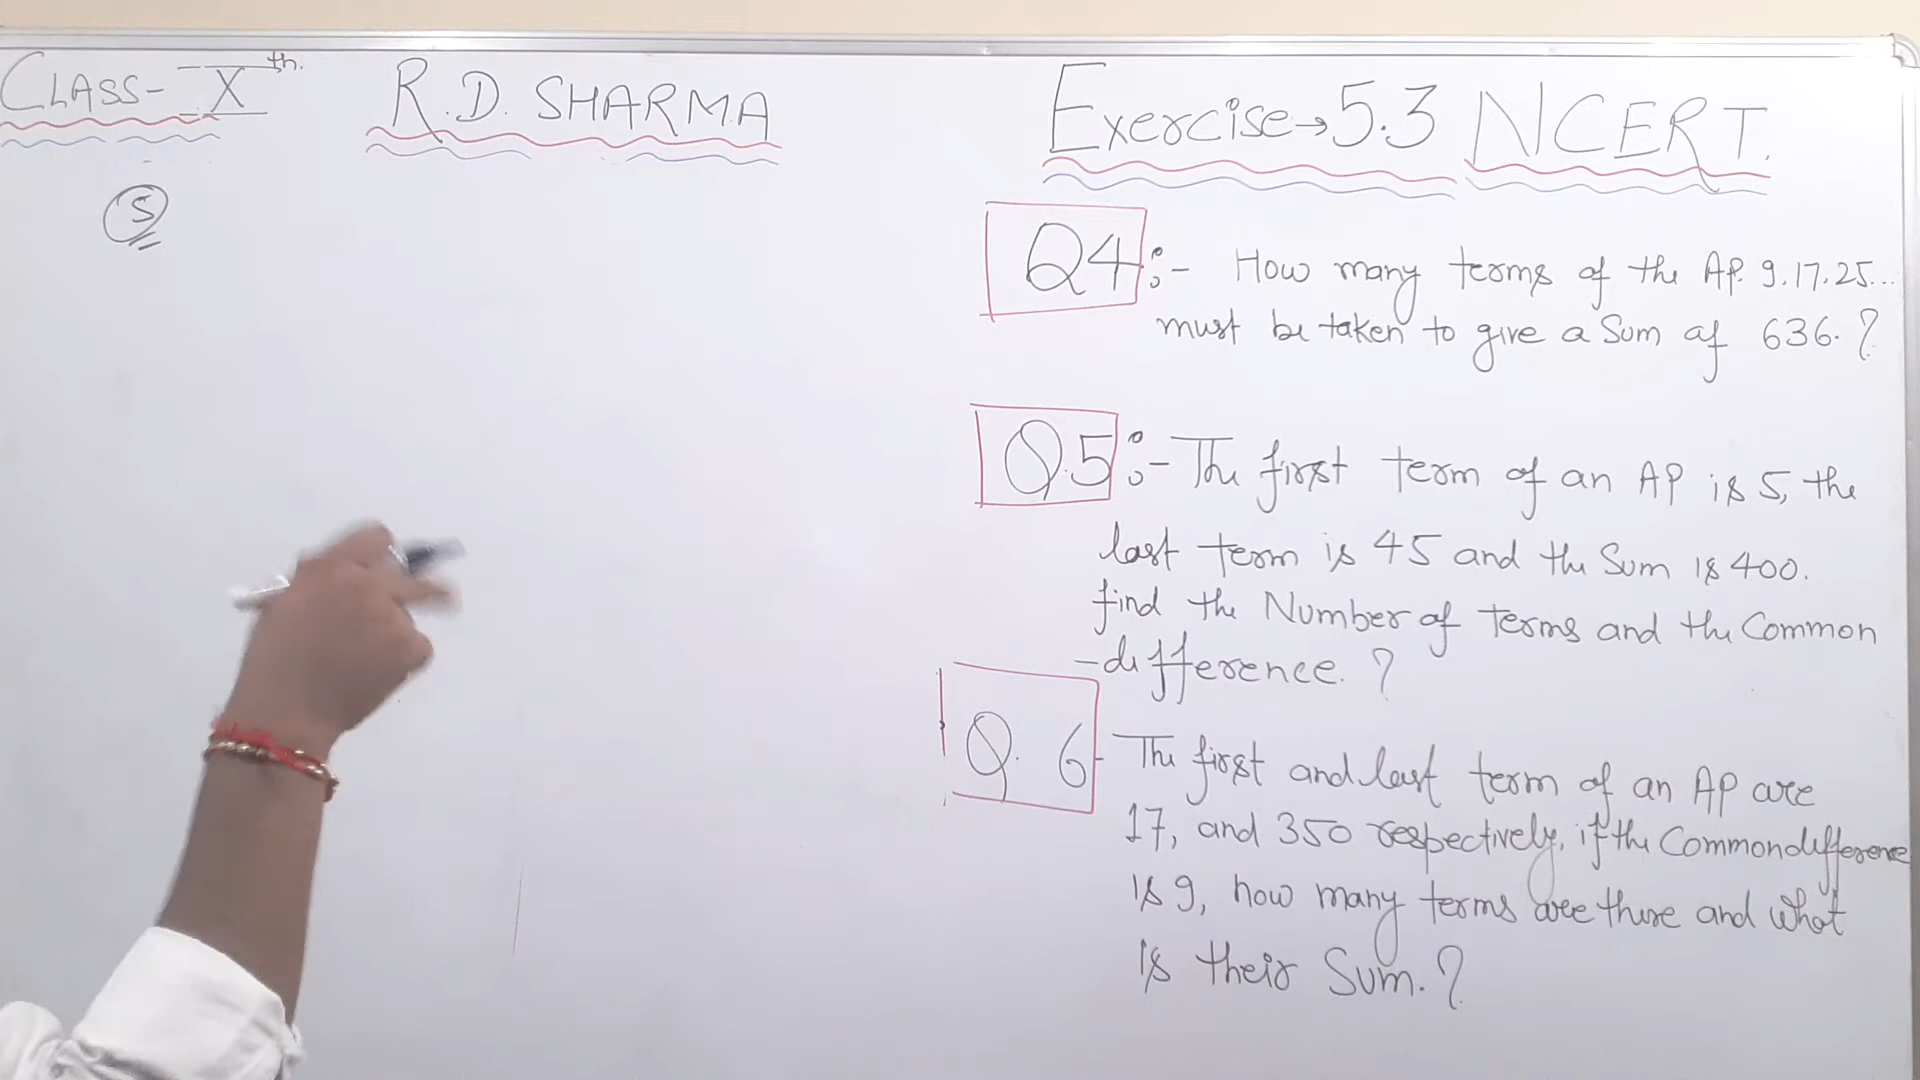 CLASS- Xth.
R.D. SHARMA
Exercise→5.3 NCERT.
5
Q4:- How many terms of the AP. 9.17.25...
must be taken to give a Sum of 636.?
Q.5:- The first term of an AP is 5, the
last term is 45 and the Sum is 400.
find the Number of terms and the Common
-difference.?
Q. 6- The first and last term of an AP are
17, and 350 respectively, if the Commondifference
is 9, how many terms are there and what
is their Sum.?